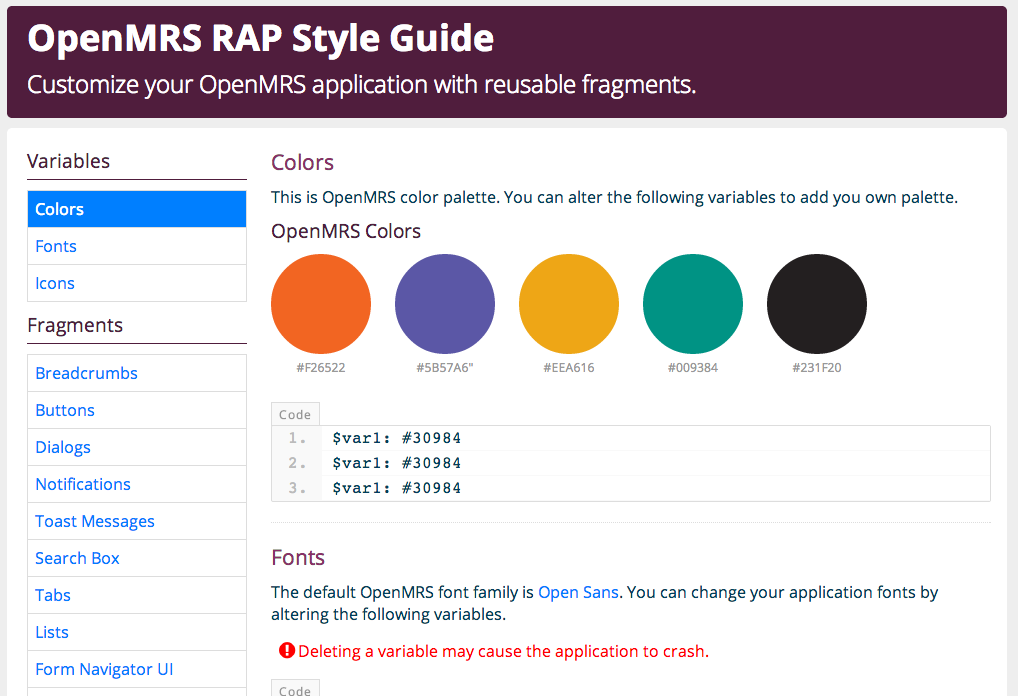 OpenMRS RAP Style Guide
Customize your OpenMRS application with reusable fragments.
Variables
Colors
Fonts
Icons
Fragments
Breadcrumbs
Buttons
Dialogs
Notifications
Toast Messages
Search Box
Tabs
Lists
Form Navigator UI
Colors
This is OpenMRS color palette. You can alter the following variables to add you own palette.
OpenMRS Colors
#F26522
#5B57A6"
#EEA616
#009384
#231F20
Code
1. $var1: #30984
2. $var1: #30984
3. $var1: #30984
Fonts
The default OpenMRS font family is Open Sans. You can change your application fonts by
altering the following variables.
Deleting a variable may cause the application to crash.
Code